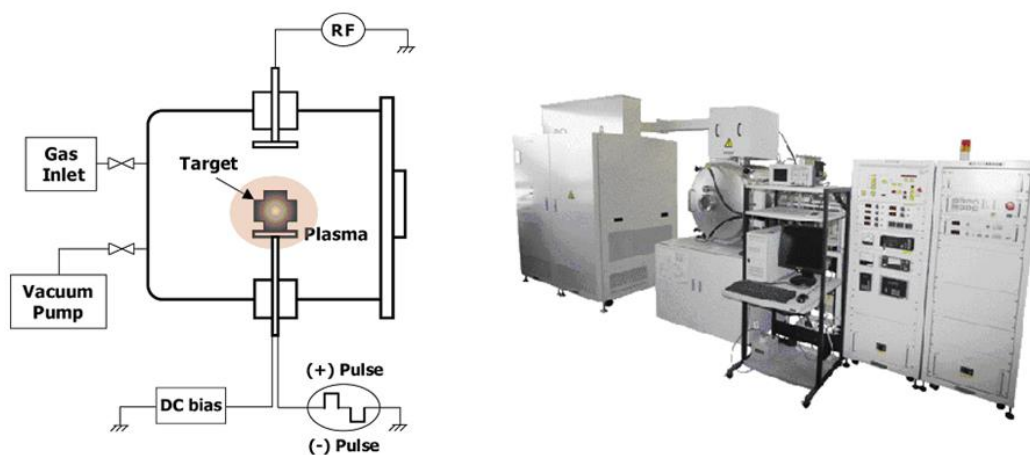 RF
Gas
Inlet
Target
Plasma
Vacuum
Pump
(+) Pulse
DC bias
(-) Pulse